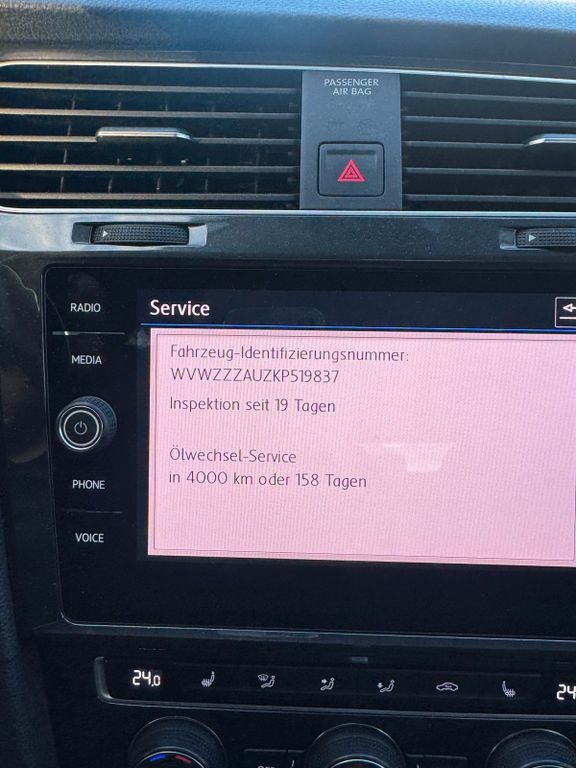 PASSENGER
AIR BAG
RADIO
Service
MEDIA
Fahrzeug-Identifizierungsnummer:
WVWZZZAUZKP519837
Inspektion seit 19 Tagen
PHONE
Ölwechsel-Service
in 4000 km oder 158 Tagen
VOICE
24.0
24